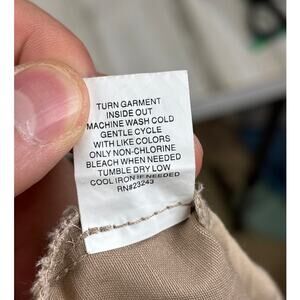 TURN GARMENT
INSIDE OUT
MACHINE WASH COLD
GENTLE CYCLE
WITH LIKE COLORS
ONLY NON-CHLORINE
BLEACH WHEN NEEDED
TUMBLE DRY LOW
COOL IRON IF NEEDED
RN#23243